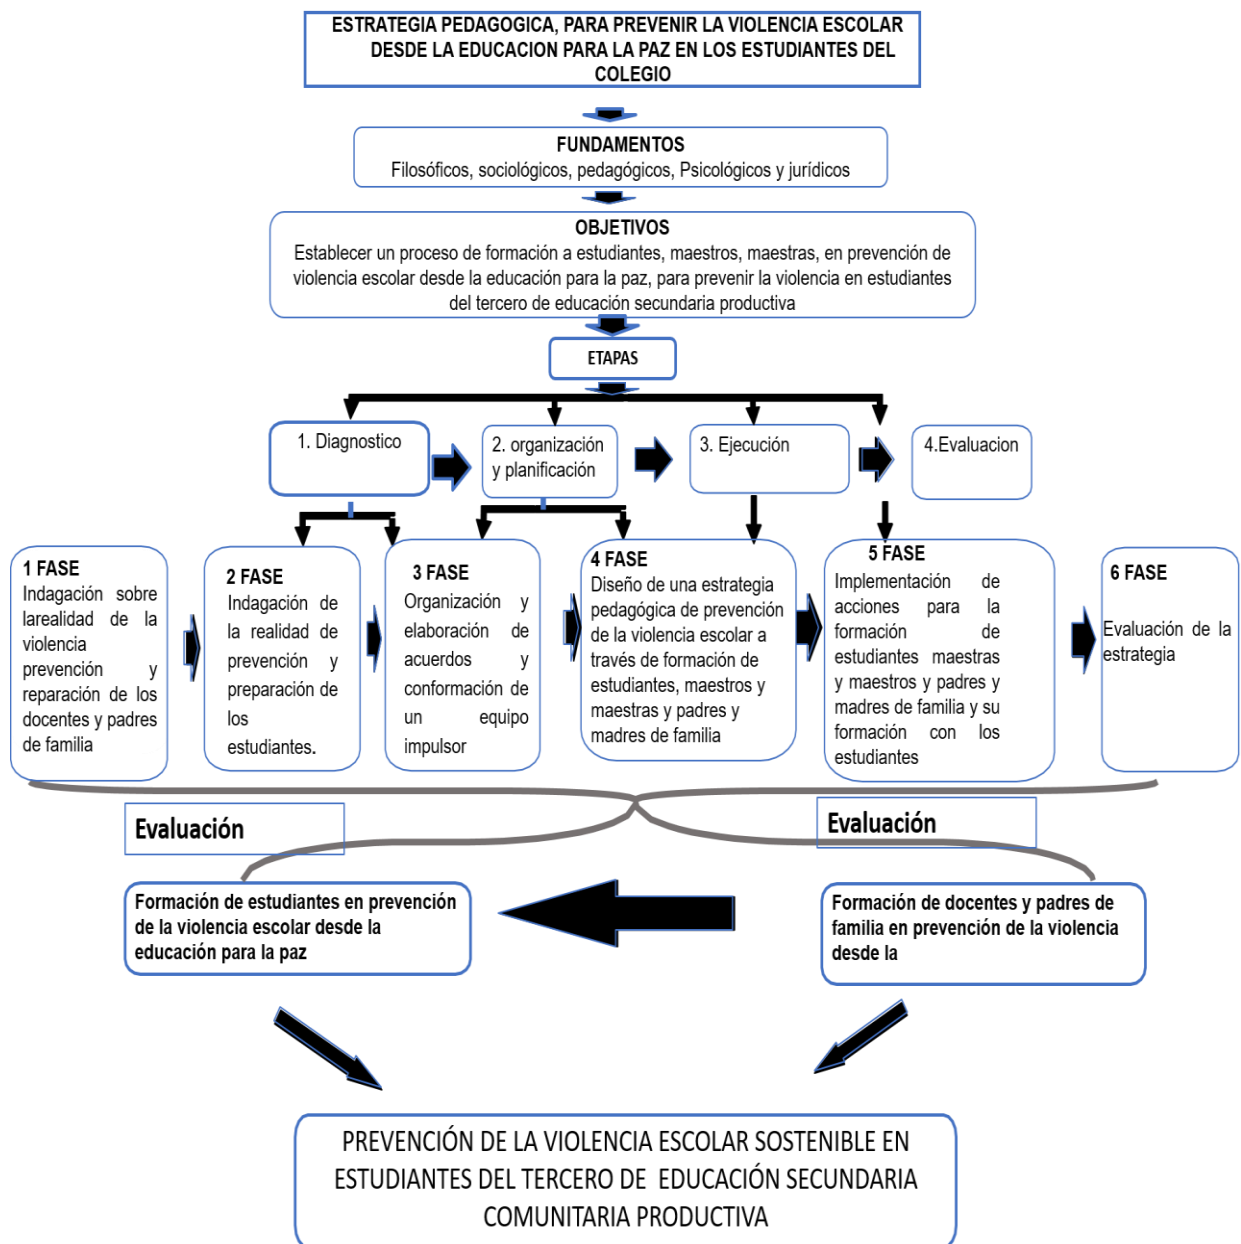 ESTRATEGIA PEDAGOGICA, PARA PREVENIR LA VIOLENCIA ESCOLAR
DESDE LA EDUCACION PARA LA PAZ EN LOS ESTUDIANTES DEL
COLEGIO
FUNDAMENTOS
Filosóficos, sociológicos, pedagógicos, Psicológicos y jurídicos
OBJETIVOS
Establecer un proceso de formación a estudiantes, maestros, maestras, en prevención de
violencia escolar desde la educación para la paz, para prevenir la violencia en estudiantes
del tercero de educación secundaria productiva
ETAPAS
1. Diagnostico
2. organización
y planificación
3. Ejecución
4.Evaluacion
1 FASE
Indagación sobre
larealidad de la
violencia
prevención y
reparación de los
docentes y padres
de familia
2 FASE
Indagación de
la realidad de
prevención y
preparación de
los
estudiantes.
3 FASE
Organización y
elaboración de
acuerdos y
conformación de
un equipo
impulsor
4 FASE
Diseño de una estrategia
pedagógica de prevención
de la violencia escolar a
través de formación de
estudiantes, maestros y
maestras y padres y
madres de familia
5 FASE
Implementación de
acciones para la
formación de
estudiantes maestras
y maestros y padres y
madres de familia y su
formación con los
estudiantes
6 FASE
Evaluación de la
estrategia
Evaluación
Evaluación
Formación de estudiantes en prevención
de la violencia escolar desde la
educación para la paz
Formación de docentes y padres de
familia en prevención de la violencia
desde la
PREVENCIÓN DE LA VIOLENCIA ESCOLAR SOSTENIBLE EN
ESTUDIANTES DEL TERCERO DE EDUCACIÓN SECUNDARIA
COMUNITARIA PRODUCTIVA